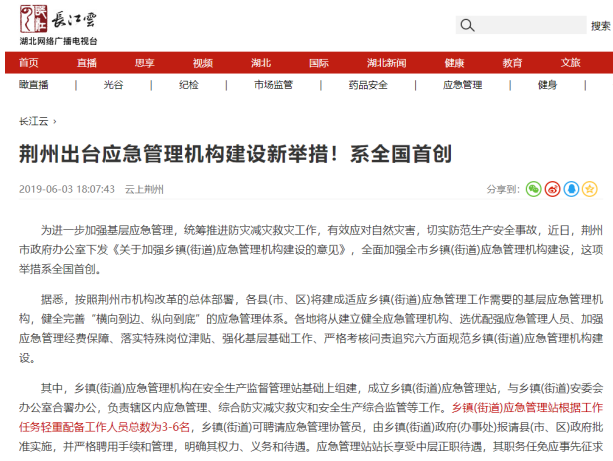 长江
長江雲
湖北网络广播电视台
搜索
首页 直播 思享 视频 湖北 国际 湖北新闻 健康 教育 文旅
瞰直播 | 光谷 | 纪检 | 市场监管 | 药品安全 | 应急管理 | 健身 |
长江云 ›
荆州出台应急管理机构建设新举措！系全国首创
2019-06-03 18:07:43 云上荆州 分享到:
为进一步加强基层应急管理，统筹推进防灾减灾救灾工作，有效应对自然灾害，切实防范生产安全事故，近日，荆州
市政府办公室下发《关于加强乡镇(街道)应急管理机构建设的意见》，全面加强全市乡镇(街道)应急管理机构建设，这项
举措系全国首创。
据悉，按照荆州市机构改革的总体部署，各县(市、区)将建成适应乡镇(街道)应急管理工作需要的基层应急管理机
构，健全完善“横向到边、纵向到底”的应急管理体系。各地将从建立健全应急管理机构、选优配强应急管理人员、加强
应急管理经费保障、落实特殊岗位津贴、强化基层基础工作、严格考核问责追究六方面规范乡镇(街道)应急管理机构建
设。
其中，乡镇(街道)应急管理机构在安全生产监督管理站基础上组建，成立乡镇(街道)应急管理站，与乡镇(街道)安委会
办公室合署办公，负责辖区内应急管理、综合防灾减灾救灾和安全生产综合监管等工作。乡镇(街道)应急管理站根据工作
任务轻重配备工作人员总数为3-6名，乡镇(街道)可聘请应急管理协管员，由乡镇(街道)政府(办事处)报请县(市、区)政府批
准实施，并严格聘用手续和管理，明确其权力、义务和待遇。应急管理站站长享受中层正职待遇，其职务任免应事先征求